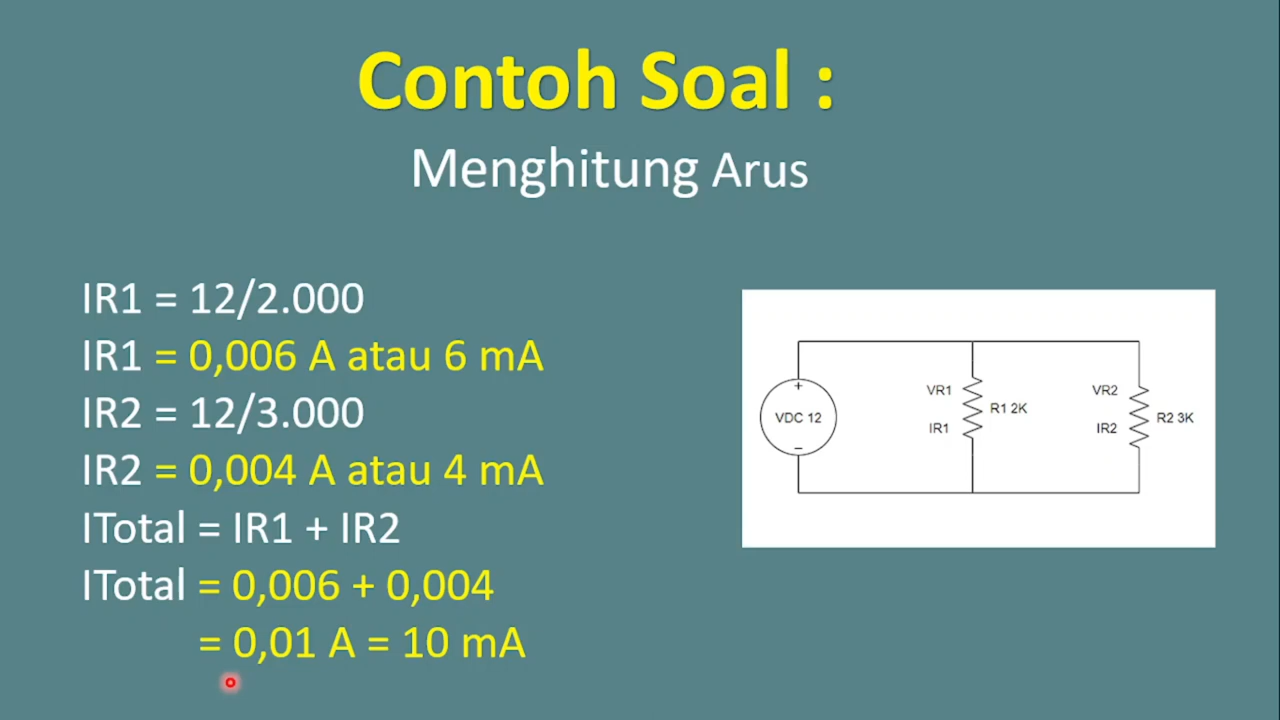 Contoh Soal :
Menghitung Arus
IR1 = 12/2.000
IR1 = 0,006 A atau 6 mA
IR2 = 12/3.000
IR2 = 0,004 A atau 4 mA
ITotal = IR1 + IR2
ITotal = 0,006 + 0,004
= 0,01 A = 10 mA
+
VDC 12
−
VR1
IR1
R1 2K
VR2
IR2
R2 3K